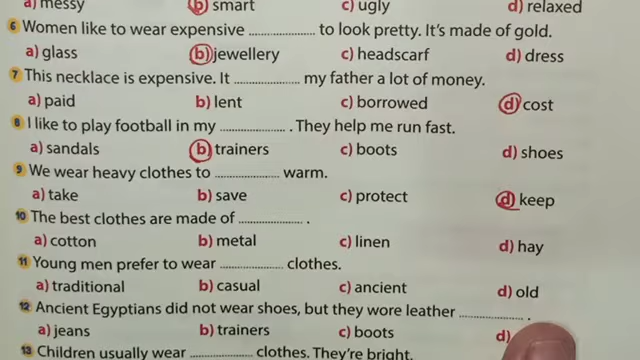 a) messy b) smart c) ugly d) relaxed
6 Women like to wear expensive .................... to look pretty. It's made of gold.
a) glass b) jewellery c) headscarf d) dress
7 This necklace is expensive. It .................... my father a lot of money.
a) paid b) lent c) borrowed d) cost
8 I like to play football in my .................... . They help me run fast.
a) sandals b) trainers c) boots d) shoes
9 We wear heavy clothes to .................... warm.
a) take b) save c) protect d) keep
10 The best clothes are made of .................... .
a) cotton b) metal c) linen d) hay
11 Young men prefer to wear .................... clothes.
a) traditional b) casual c) ancient d) old
12 Ancient Egyptians did not wear shoes, but they wore leather .................... .
a) jeans b) trainers c) boots d)
13 Children usually wear .................... clothes. They're bright.